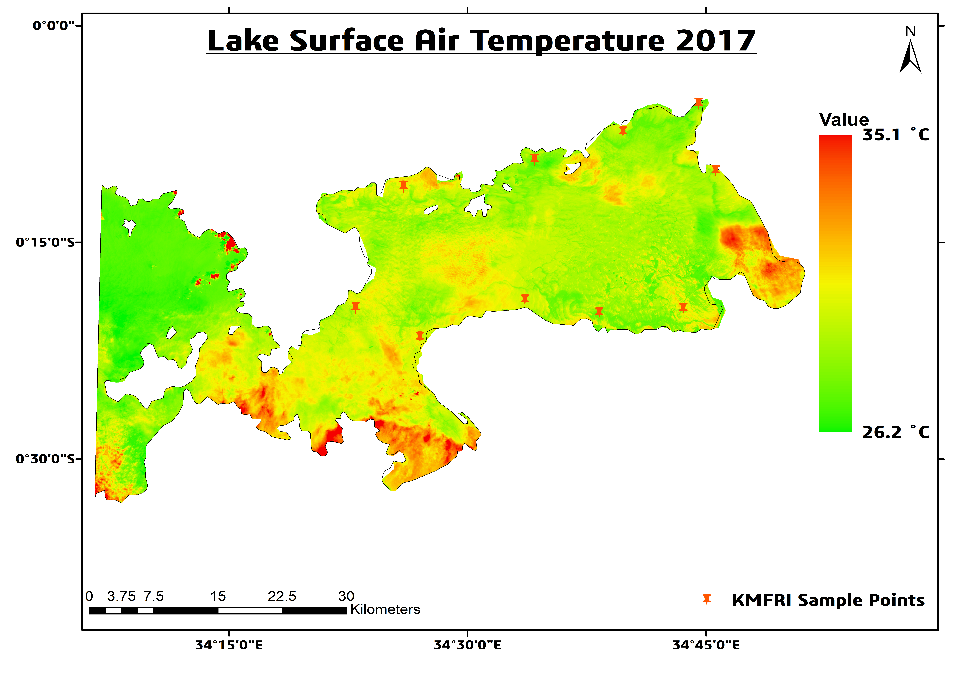 0°0'0"
Lake Surface Air Temperature 2017
N
Value
35.1 °C
0°15'0"S
26.2 °C
0°30'0"S
0 3.75 7.5 15 22.5 30
Kilometers
KMFRI Sample Points
34°15'0"E 34°30'0"E 34°45'0"E